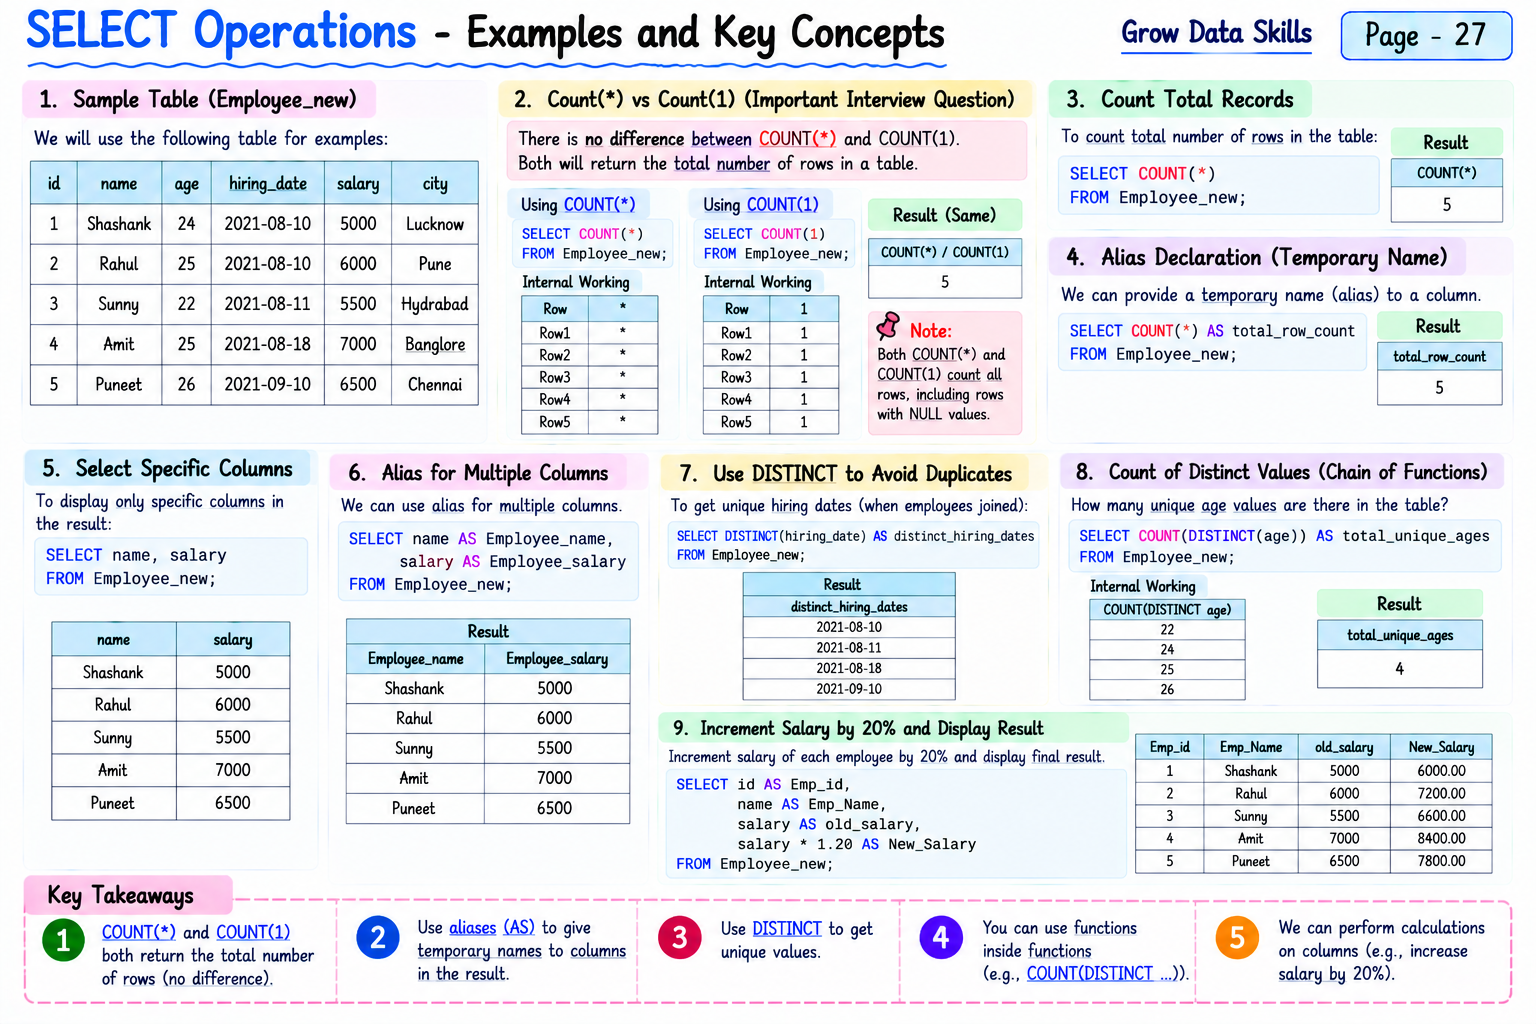 SELECT Operations - Examples and Key Concepts
Grow Data Skills
Page - 27
1. Sample Table (Employee_new)
We will use the following table for examples:
id name age hiring_date salary city
1 Shashank 24 2021-08-10 5000 Lucknow
2 Rahul 25 2021-08-10 6000 Pune
3 Sunny 22 2021-08-11 5500 Hydrabad
4 Amit 25 2021-08-18 7000 Banglore
5 Puneet 26 2021-09-10 6500 Chennai
2. Count(*) vs Count(1) (Important Interview Question)
There is no difference between COUNT(*) and COUNT(1).
Both will return the total number of rows in a table.
Using COUNT(*)
SELECT COUNT(*)
FROM Employee_new;
Internal Working
Row *
Row1 *
Row2 *
Row3 *
Row4 *
Row5 *
Using COUNT(1)
SELECT COUNT(1)
FROM Employee_new;
Internal Working
Row 1
Row1 1
Row2 1
Row3 1
Row4 1
Row5 1
Result (Same)
COUNT(*) / COUNT(1)
5
Note:
Both COUNT(*) and
COUNT(1) count all
rows, including rows
with NULL values.
3. Count Total Records
To count total number of rows in the table:
SELECT COUNT(*)
FROM Employee_new;
Result
COUNT(*)
5
4. Alias Declaration (Temporary Name)
We can provide a temporary name (alias) to a column.
SELECT COUNT(*) AS total_row_count
FROM Employee_new;
Result
total_row_count
5
5. Select Specific Columns
To display only specific columns in
the result:
SELECT name, salary
FROM Employee_new;
name salary
Shashank 5000
Rahul 6000
Sunny 5500
Amit 7000
Puneet 6500
6. Alias for Multiple Columns
We can use alias for multiple columns.
SELECT name AS Employee_name,
salary AS Employee_salary
FROM Employee_new;
Result
Employee_name Employee_salary
Shashank 5000
Rahul 6000
Sunny 5500
Amit 7000
Puneet 6500
7. Use DISTINCT to Avoid Duplicates
To get unique hiring dates (when employees joined):
SELECT DISTINCT(hiring_date) AS distinct_hiring_dates
FROM Employee_new;
Result
distinct_hiring_dates
2021-08-10
2021-08-11
2021-08-18
2021-09-10
8. Count of Distinct Values (Chain of Functions)
How many unique age values are there in the table?
SELECT COUNT(DISTINCT(age)) AS total_unique_ages
FROM Employee_new;
Internal Working
COUNT(DISTINCT age)
22
24
25
26
Result
total_unique_ages
4
9. Increment Salary by 20% and Display Result
Increment salary of each employee by 20% and display final result.
SELECT id AS Emp_id,
name AS Emp_Name,
salary AS old_salary,
salary * 1.20 AS New_Salary
FROM Employee_new;
Emp_id Emp_Name old_salary New_Salary
1 Shashank 5000 6000.00
2 Rahul 6000 7200.00
3 Sunny 5500 6600.00
4 Amit 7000 8400.00
5 Puneet 6500 7800.00
Key Takeaways
1
COUNT(*) and COUNT(1)
both return the total number
of rows (no difference).
2
Use aliases (AS) to give
temporary names to columns
in the result.
3
Use DISTINCT to get
unique values.
4
You can use functions
inside functions
(e.g., COUNT(DISTINCT ...)).
5
We can perform calculations
on columns (e.g., increase
salary by 20%).